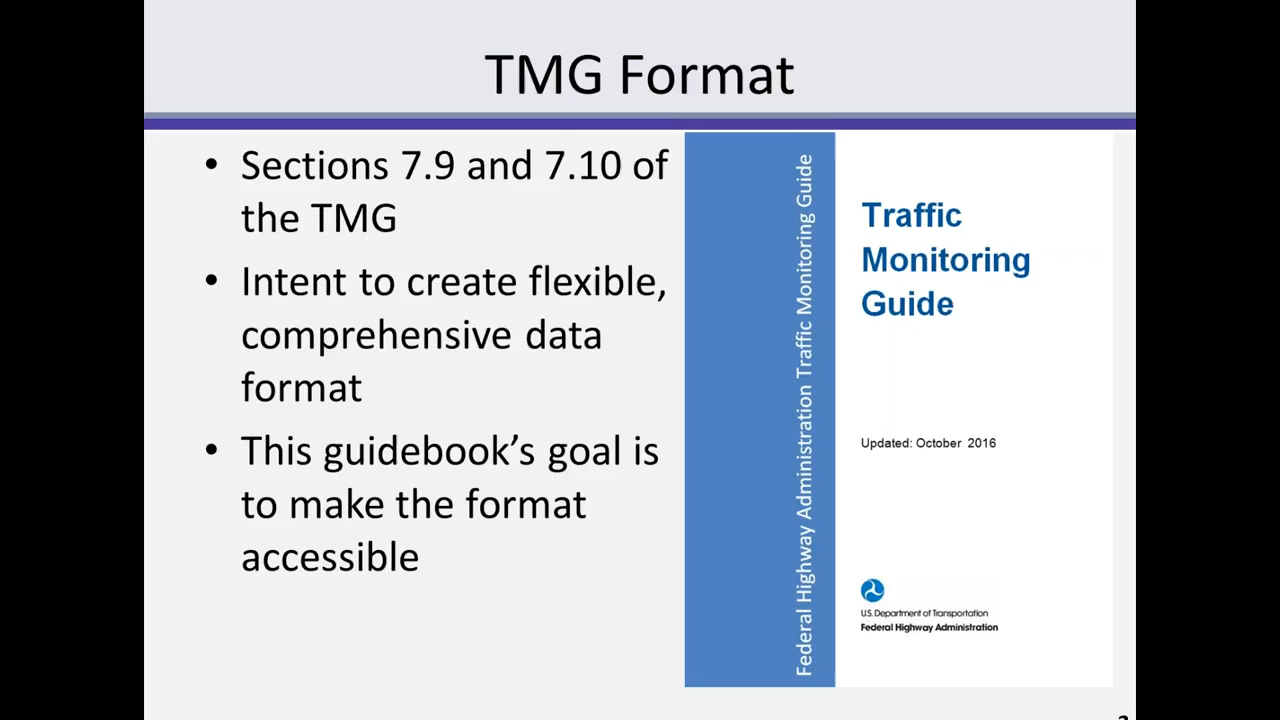 TMG Format
• Sections 7.9 and 7.10 of
the TMG
• Intent to create flexible,
comprehensive data
format
• This guidebook’s goal is
to make the format
accessible
Federal Highway Administration Traffic Monitoring Guide
Traffic
Monitoring
Guide
Updated: October 2016
U.S. Department of Transportation
Federal Highway Administration